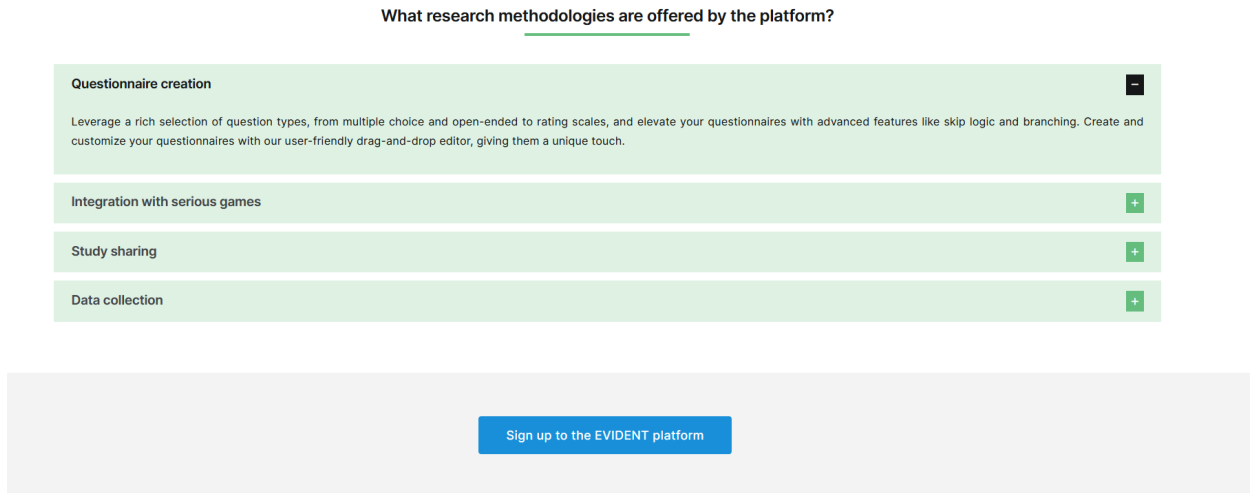 What research methodologies are offered by the platform?
Questionnaire creation
Leverage a rich selection of question types, from multiple choice and open-ended to rating scales, and elevate your questionnaires with advanced features like skip logic and branching. Create and
customize your questionnaires with our user-friendly drag-and-drop editor, giving them a unique touch.
Integration with serious games
Study sharing
Data collection
Sign up to the EVIDENT platform